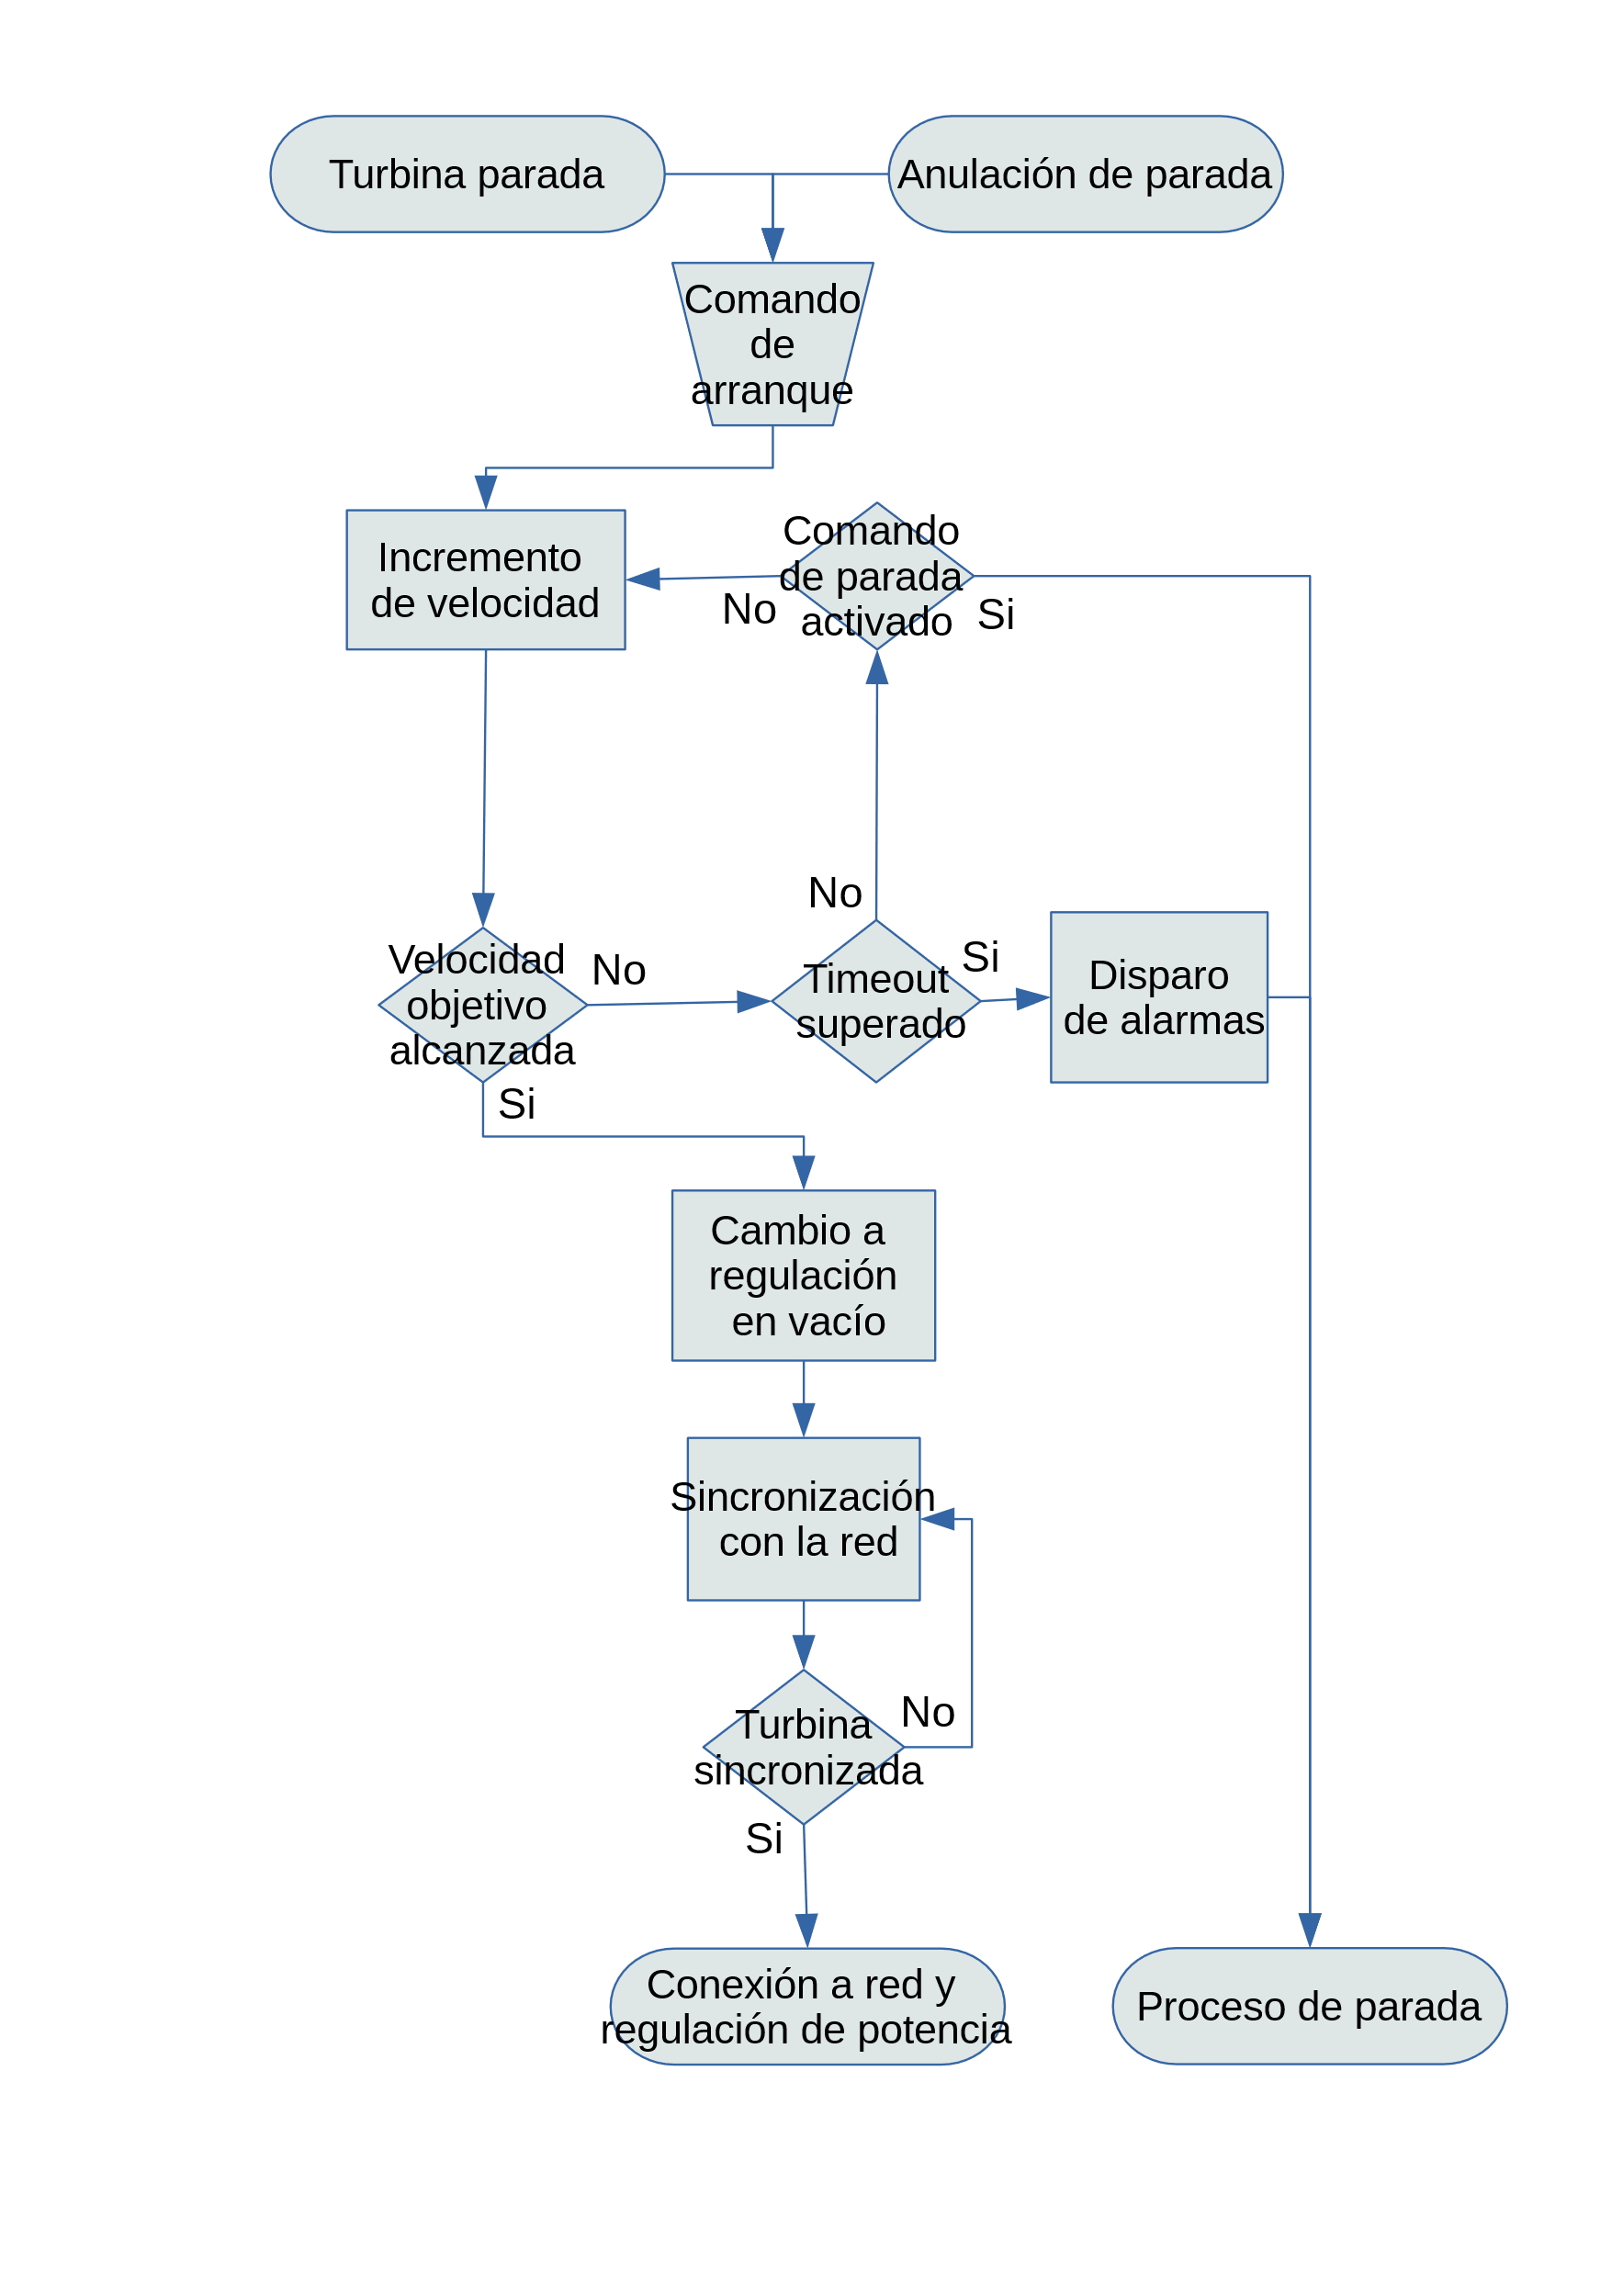 Turbina parada
Anulación de parada
Comando
de
arranque
Incremento
de velocidad
Comando
de parada
activado
No
Si
No
Velocidad
objetivo
alcanzada
No
Timeout
superado
Si
Disparo
de alarmas
Si
Cambio a
regulación
en vacío
Sincronización
con la red
Turbina
sincronizada
No
Si
Conexión a red y
regulación de potencia
Proceso de parada